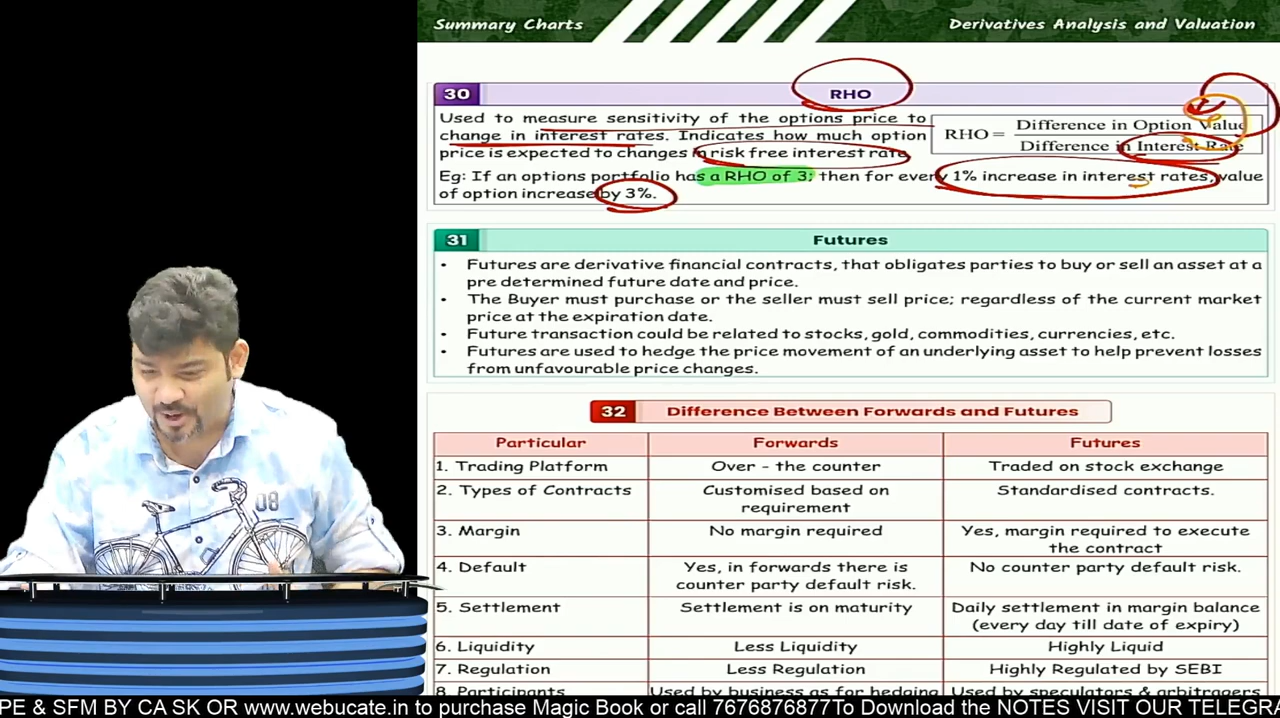 Summary Charts
Derivatives Analysis and Valuation
30 RHO
Used to measure sensitivity of the options price to
change in interest rates. Indicates how much option
price is expected to changes in risk free interest rate
RHO = Difference in Option Value
Difference in Interest Rate
Eg: If an options portfolio has a RHO of 3; then for every 1% increase in interest rates, value
of option increase by 3%.
31 Futures
• Futures are derivative financial contracts, that obligates parties to buy or sell an asset at a
pre determined future date and price.
• The Buyer must purchase or the seller must sell price; regardless of the current market
price at the expiration date.
• Future transaction could be related to stocks, gold, commodities, currencies, etc.
• Futures are used to hedge the price movement of an underlying asset to help prevent losses
from unfavourable price changes.
32 Difference Between Forwards and Futures
Particular Forwards Futures
1. Trading Platform Over - the counter Traded on stock exchange
2. Types of Contracts Customised based on Standardised contracts.
requirement
3. Margin No margin required Yes, margin required to execute
the contract
4. Default Yes, in forwards there is No counter party default risk.
counter party default risk.
5. Settlement Settlement is on maturity Daily settlement in margin balance
(every day till date of expiry)
6. Liquidity Less Liquidity Highly Liquid
7. Regulation Less Regulation Highly Regulated by SEBI
8. Participants Used by business as for hedging Used by speculators & arbitragers
08
PE & SFM BY CA SK OR www.webucate.in to purchase Magic Book or call 7676876877To Download the NOTES VISIT OUR TELEGRA